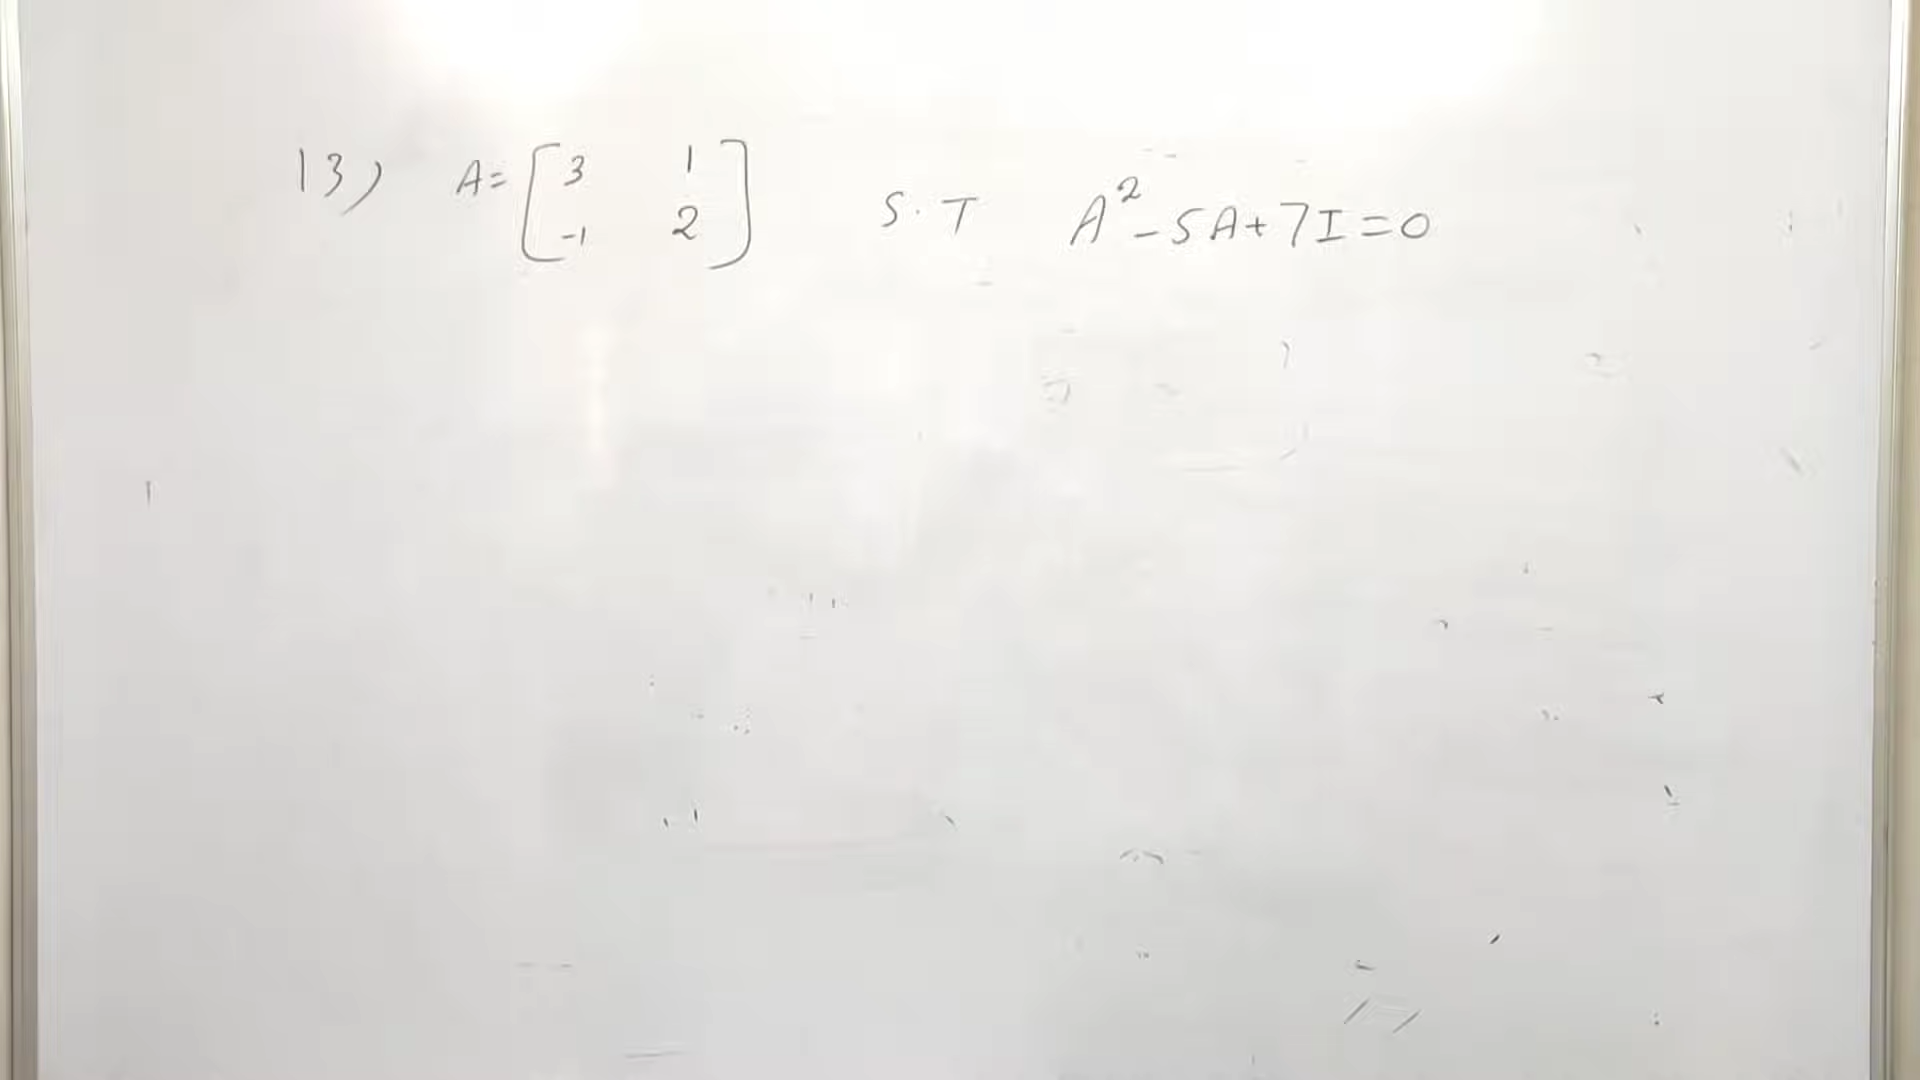 13) A = [3 1 -1 2] S.T A² - 5A + 7I = 0